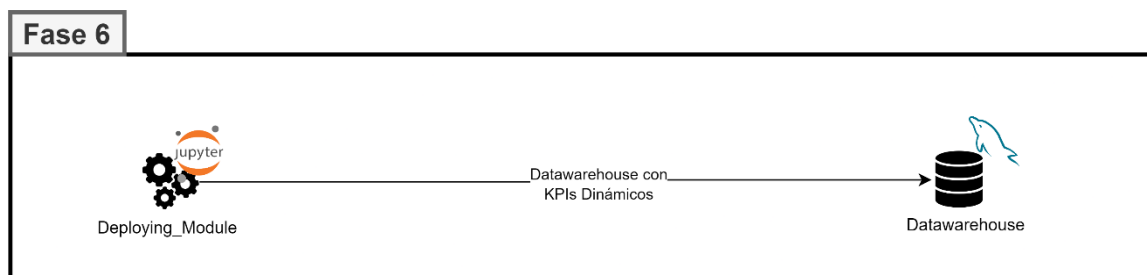 Fase 6
jupyter
Datawarehouse con
KPIs Dinámicos
Deploying_Module
Datawarehouse